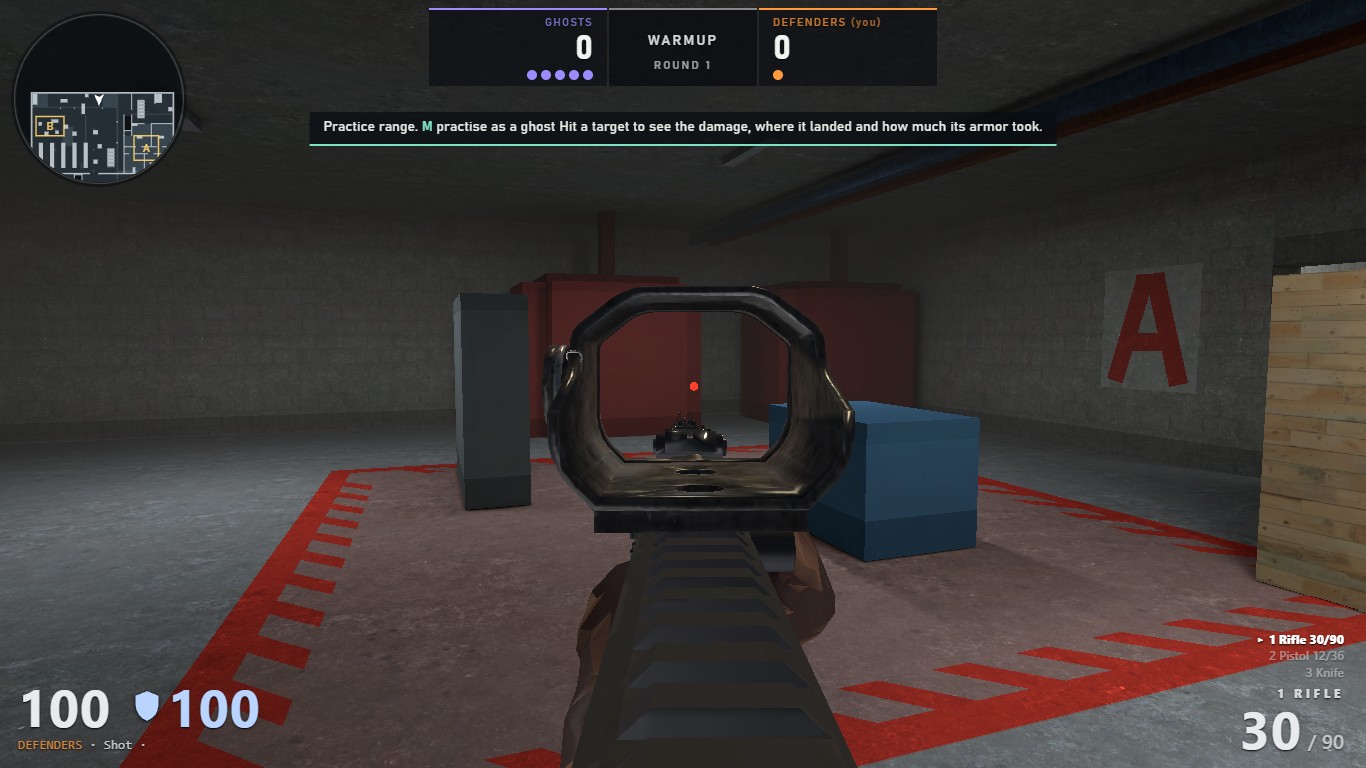 GHOSTS
0
WARMUP
ROUND 1
DEFENDERS (you)
0
B
A
Practice range. M practise as a ghost Hit a target to see the damage, where it landed and how much its armor took.
A
▸ 1 Rifle 30/90
2 Pistol 12/36
3 Knife
1 RIFLE
30 / 90
100 100
DEFENDERS · Shot ·